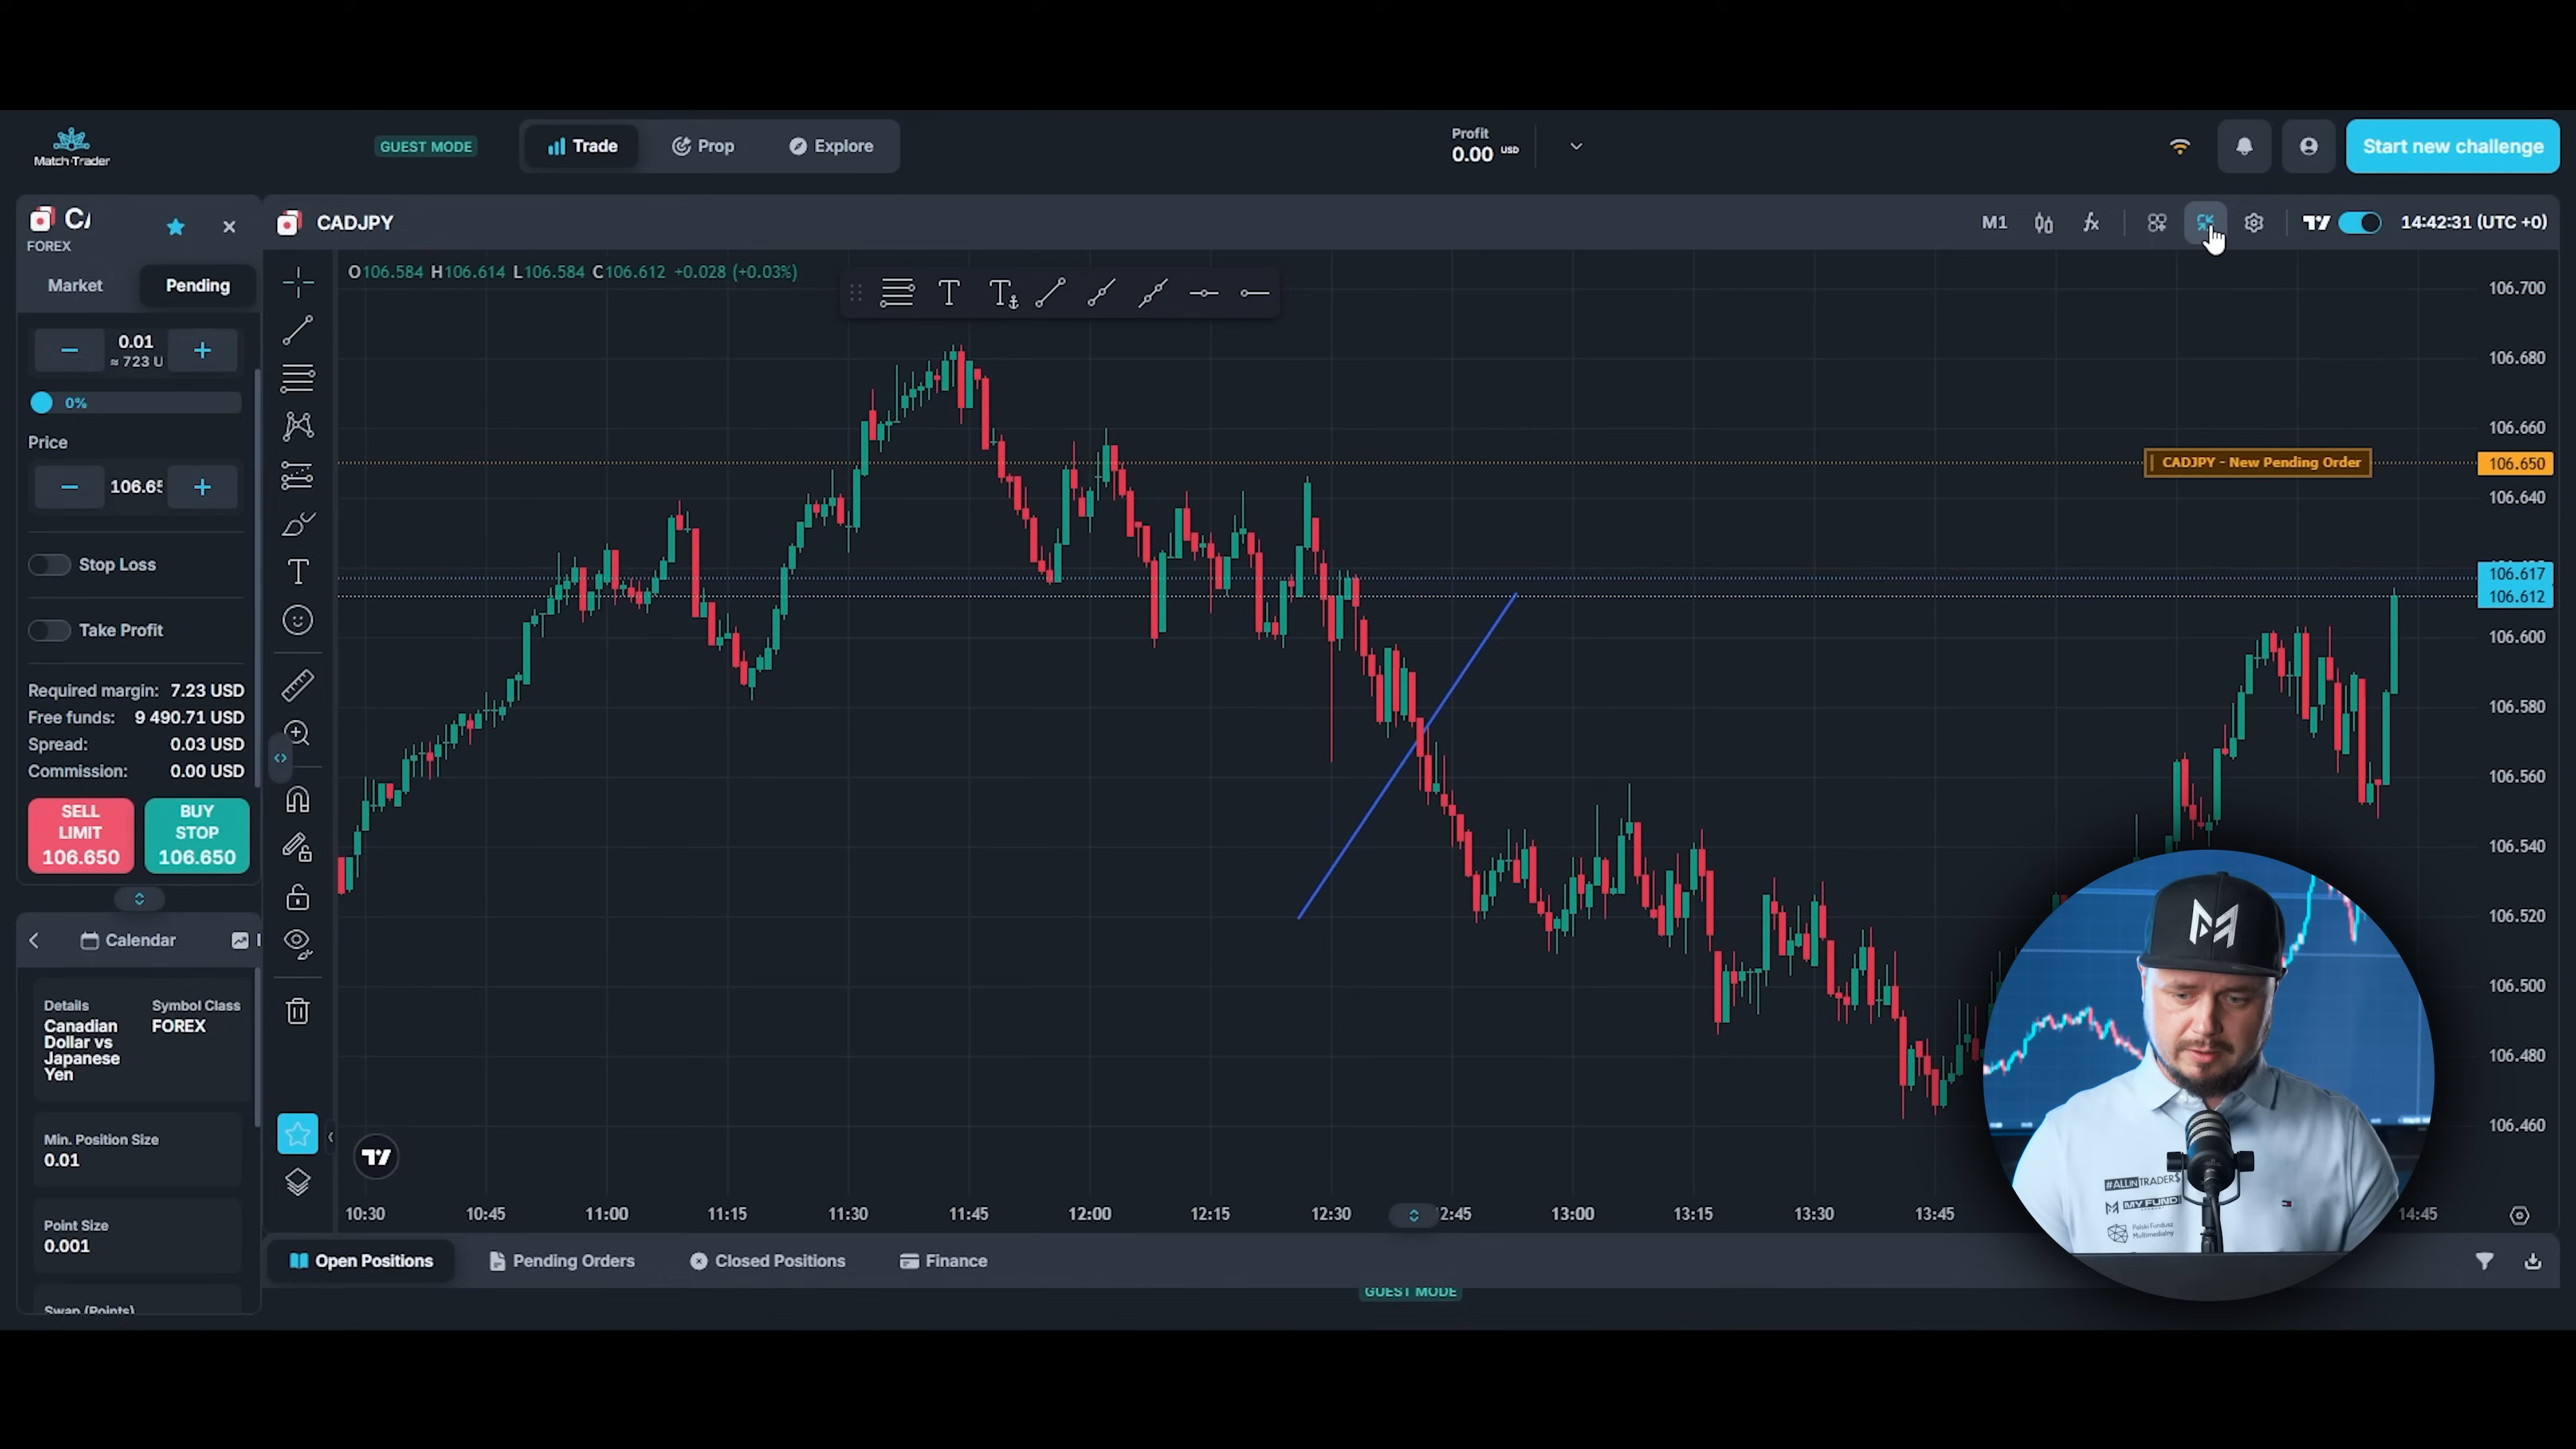 Match-Trader
GUEST MODE
Trade
Prop
Explore
Profit
0.00 USD
Start new challenge
FOREX
Market
Pending
0.01
≈ 723 U
0%
Price
106.65
Stop Loss
Take Profit
Required margin: 7.23 USD
Free funds: 9 490.71 USD
Spread: 0.03 USD
Commission: 0.00 USD
SELL
LIMIT
106.650
BUY
STOP
106.650
Calendar
Details
Canadian
Dollar vs
Japanese
Yen
Symbol Class
FOREX
Min. Position Size
0.01
Point Size
0.001
Swap (Points)
CADJPY
M1
14:42:31 (UTC +0)
O106.584 H106.614 L106.584 C106.612 +0.028 (+0.03%)
106.700
106.680
106.660
CADJPY - New Pending Order
106.650
106.640
106.617
106.612
106.600
106.580
106.560
106.540
106.520
106.500
106.480
106.460
#ALLINTRADERS
MY FUND
Polski Fundusz
Multimedialny
10:30 10:45 11:00 11:15 11:30 11:45 12:00 12:15 12:30 2:45 13:00 13:15 13:30 13:45 14:45
Open Positions
Pending Orders
Closed Positions
Finance
GUEST MODE